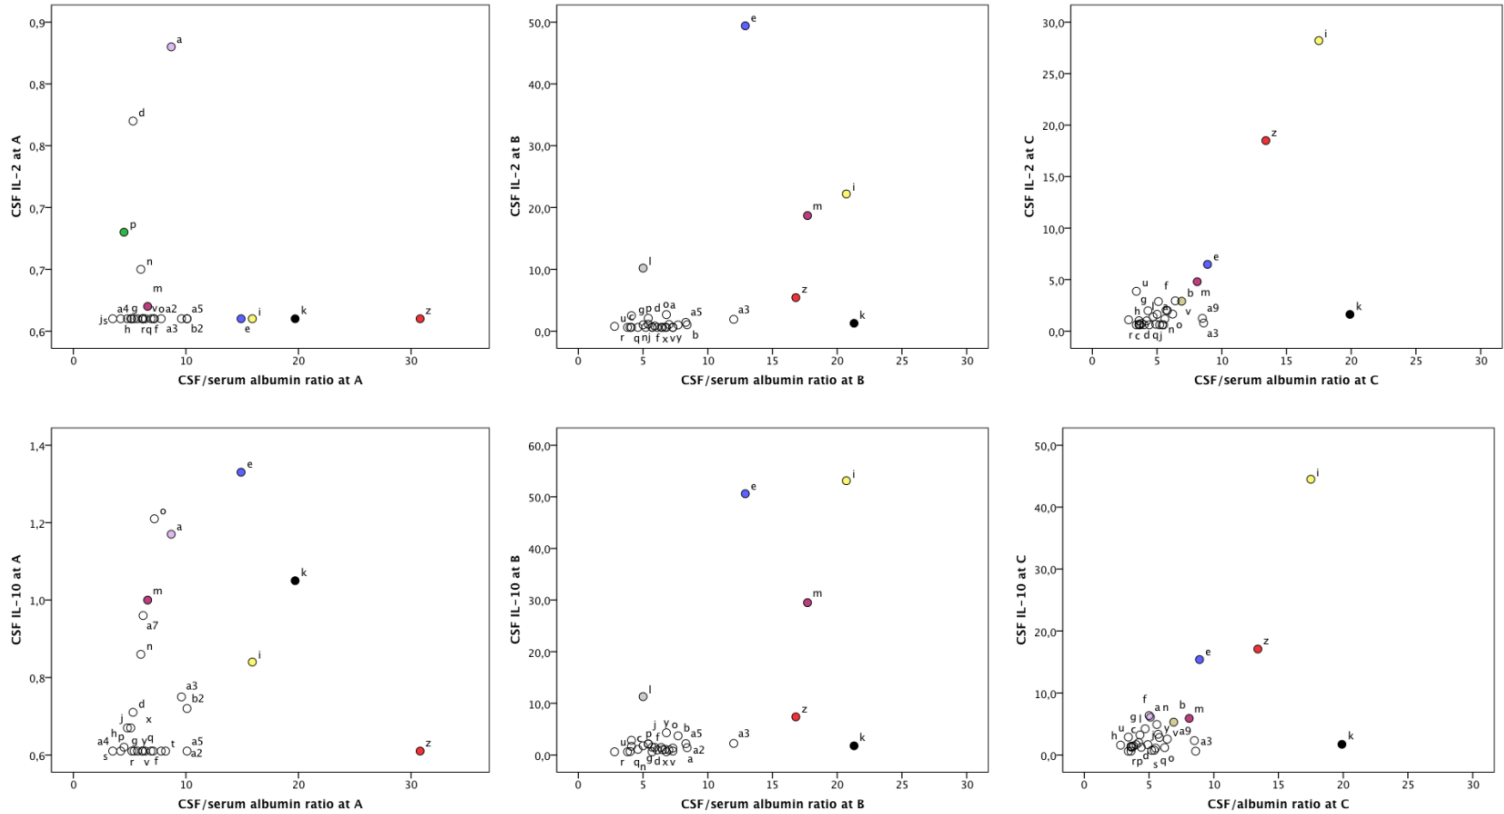 CSF IL-2 at A
0,9
0,8
0,8
0,7
0,7
0,6
a
d
p
n
m
a4 g v o a2 a5
j s
h r q f a3 e b2
i
k
z
0 10 20 30
CSF/serum albumin ratio at A
CSF IL-2 at B
50,0
40,0
30,0
20,0
10,0
0,0
e
i
m
l
z
g p d o a
u a5 a3
k
r q n j f x v y b
0 5 10 15 20 25 30
CSF/serum albumin ratio at B
CSF IL-2 at C
30,0
25,0
20,0
15,0
10,0
5,0
0,0
i
z
e
u f b m
g l
h v a9 k
r c d q j n o a3
0 5 10 15 20 25 30
CSF/serum albumin ratio at C
CSF IL-10 at A
1,4
1,2
1,0
0,8
0,6
e
o
a
k
m
a7
n
i
a3
b2
d
j x
h p
a4 g y q t a5 z
s r v f a2
0 10 20 30
CSF/serum albumin ratio at A
CSF IL-10 at B
60,0
50,0
40,0
30,0
20,0
10,0
0,0
i
e
m
l
z
j y o b
u c p f a5 a3
k
r q n g d x v a a2
0 5 10 15 20 25 30
CSF/serum albumin ratio at B
CSF IL-10 at C
50,0
40,0
30,0
20,0
10,0
0,0
i
z
e
f
a n b m
g l
u c j y v a9
h a3 k
r p d s q o
0 5 10 15 20 25 30
CSF/albumin ratio at C